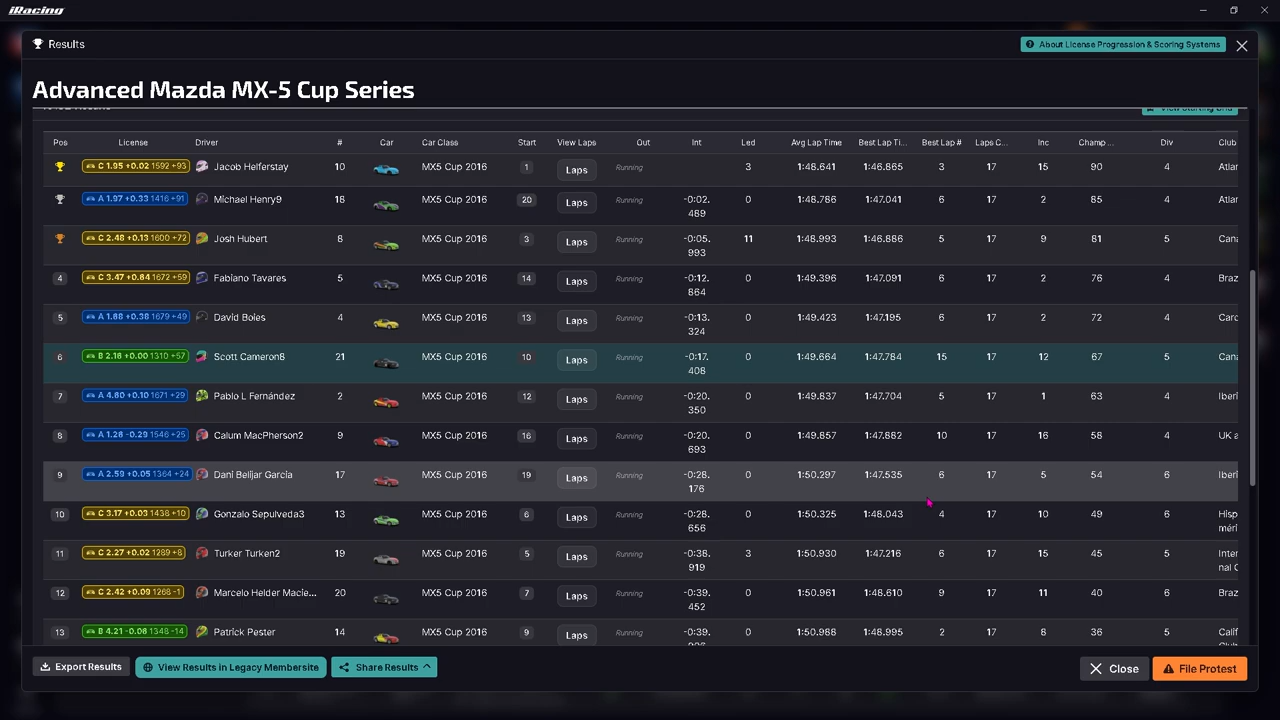 iRacing
Results
About License Progression & Scoring Systems
Advanced Mazda MX-5 Cup Series
Pos License Driver # Car Car Class Start View Laps Out Int Led Avg Lap Time Best Lap Ti... Best Lap # Laps C... Inc Champ ... Div Club
C 1.95 +0.02 1592 +93 Jacob Helferstay 10 MX5 Cup 2016 1 Laps Running 3 1:48.641 1:46.865 3 17 15 90 4 Atlan
A 1.97 +0.33 1416 +91 Michael Henry9 18 MX5 Cup 2016 20 Laps Running -0:02. 0 1:48.786 1:47.041 6 17 2 85 4 Atlan
489
C 2.48 +0.13 1600 +72 Josh Hubert 8 MX5 Cup 2016 3 Laps Running -0:05. 11 1:48.993 1:46.886 5 17 9 81 5 Cana
993
4 C 3.47 +0.64 1672 +59 Fabiano Tavares 5 MX5 Cup 2016 14 Laps Running -0:12. 0 1:49.396 1:47.091 6 17 2 76 4 Braz
864
5 A 1.68 +0.38 1679 +49 David Boles 4 MX5 Cup 2016 13 Laps Running -0:13. 0 1:49.423 1:47.195 6 17 2 72 4 Carc
324
6 B 2.16 +0.00 1310 +57 Scott Cameron8 21 MX5 Cup 2016 10 Laps Running -0:17. 0 1:49.664 1:47.784 15 17 12 67 5 Cana
408
7 A 4.80 +0.10 1671 +29 Pablo L Fernández 2 MX5 Cup 2016 12 Laps Running -0:20. 0 1:49.837 1:47.704 5 17 1 63 4 Iberi
350
8 A 1.26 -0.29 1546 +25 Calum MacPherson2 9 MX5 Cup 2016 16 Laps Running -0:20. 0 1:49.857 1:47.882 10 17 16 58 4 UK a
693
9 A 2.59 +0.05 1364 +24 Dani Belijar Garcia 17 MX5 Cup 2016 19 Laps Running -0:28. 0 1:50.297 1:47.535 6 17 5 54 6 Iberi
176
10 C 3.17 +0.03 1438 +10 Gonzalo Sepulveda3 13 MX5 Cup 2016 6 Laps Running -0:28. 0 1:50.325 1:48.043 4 17 10 49 6 Hisp
656 méri
11 C 2.27 +0.02 1289 +8 Turker Turken2 19 MX5 Cup 2016 5 Laps Running -0:38. 3 1:50.930 1:47.216 6 17 15 45 6 Inter
919 nal C
12 C 2.42 +0.09 1268 -1 Marcelo Helder Macie... 20 MX5 Cup 2016 7 Laps Running -0:39. 0 1:50.961 1:48.610 9 17 11 40 6 Braz
452
13 B 4.21 -0.06 1348 -14 Patrick Pester 14 MX5 Cup 2016 9 Laps Running -0:39. 0 1:50.988 1:48.995 2 17 8 36 5 Calif
Export Results View Results in Legacy Membersite Share Results Close File Protest